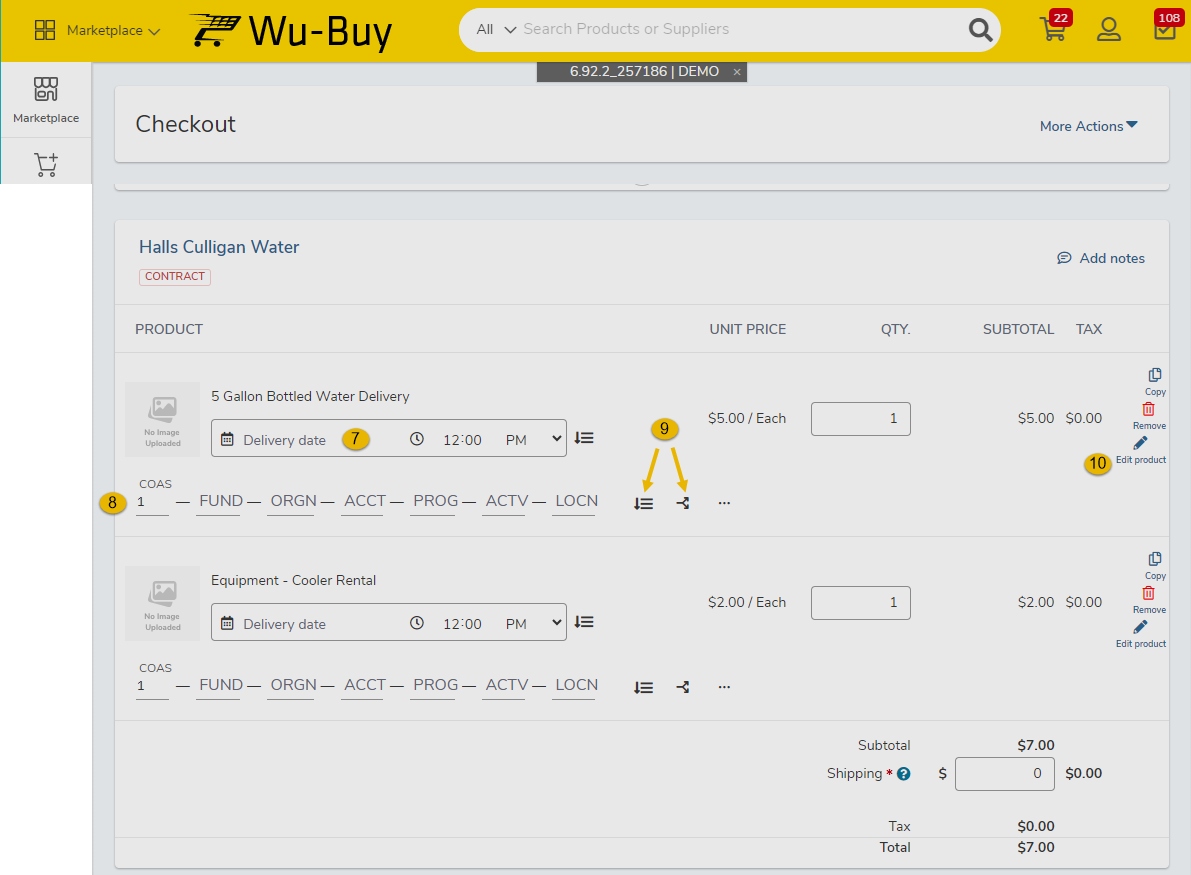 Marketplace
Wu-Buy
All Search Products or Suppliers
22
108
6.92.2_257186 | DEMO ×
Marketplace
Checkout
More Actions
Halls Culligan Water
CONTRACT
Add notes
PRODUCT UNIT PRICE QTY. SUBTOTAL TAX
No Image
Uploaded
5 Gallon Bottled Water Delivery
Delivery date 7 12:00 PM
9
$5.00 / Each 1 $5.00 $0.00
Copy
Remove
10 Edit product
COAS
8 1 — FUND — ORGN — ACCT — PROG — ACTV — LOCN ...
No Image
Uploaded
Equipment - Cooler Rental
Delivery date 12:00 PM
$2.00 / Each 1 $2.00 $0.00
Copy
Remove
Edit product
COAS
1 — FUND — ORGN — ACCT — PROG — ACTV — LOCN ...
Subtotal $7.00
Shipping * ? $ 0 $0.00
Tax $0.00
Total $7.00